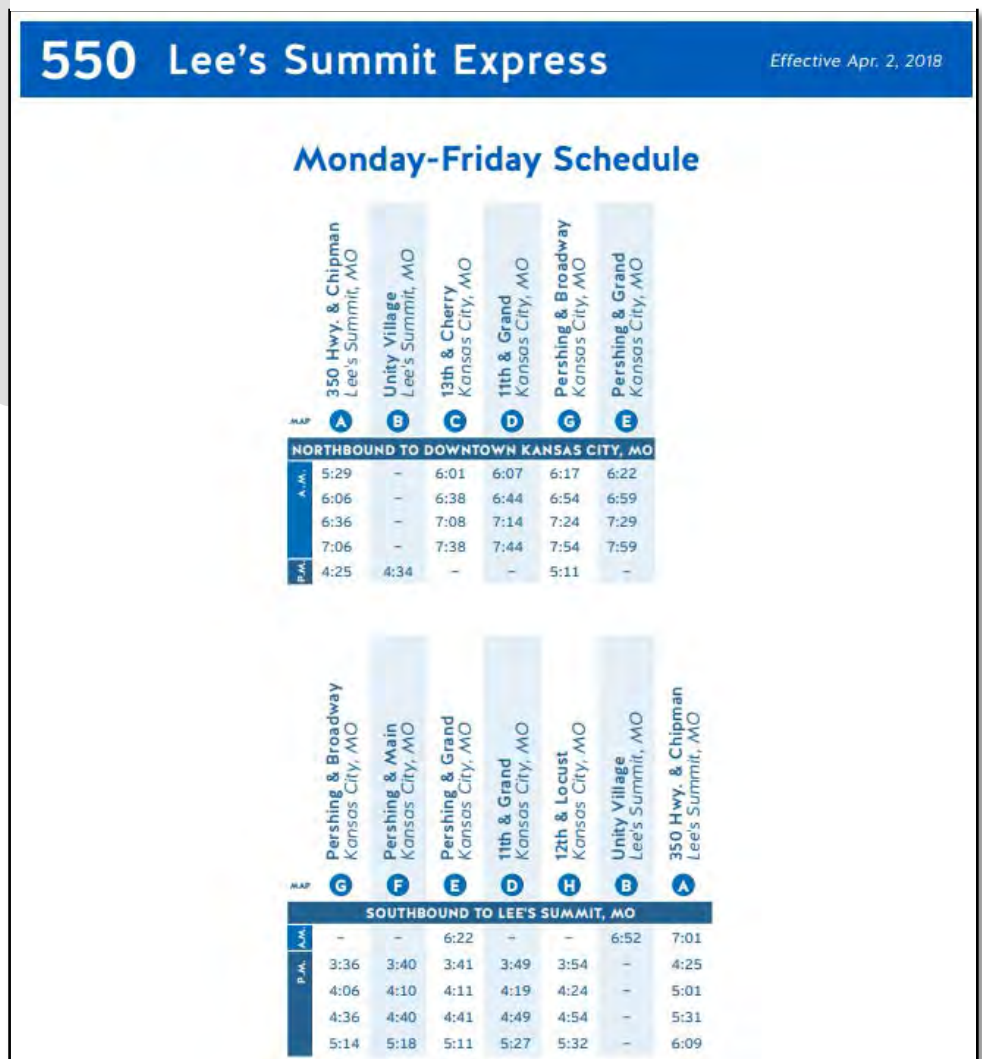 550 Lee's Summit Express
Effective Apr. 2, 2018
Monday-Friday Schedule
350 Hwy. & Chipman
Lee's Summit, MO
Unity Village
Lee's Summit, MO
13th & Cherry
Kansas City, MO
11th & Grand
Kansas City, MO
Pershing & Broadway
Kansas City, MO
Pershing & Grand
Kansas City, MO
MAP A B C D G E
NORTHBOUND TO DOWNTOWN KANSAS CITY, MO
A.M. 5:29 – 6:01 6:07 6:17 6:22
6:06 – 6:38 6:44 6:54 6:59
6:36 – 7:08 7:14 7:24 7:29
7:06 – 7:38 7:44 7:54 7:59
P.M. 4:25 4:34 – – 5:11 –
Pershing & Broadway
Kansas City, MO
Pershing & Main
Kansas City, MO
Pershing & Grand
Kansas City, MO
11th & Grand
Kansas City, MO
12th & Locust
Kansas City, MO
Unity Village
Lee's Summit, MO
350 Hwy. & Chipman
Lee's Summit, MO
MAP G F E D H B A
SOUTHBOUND TO LEE'S SUMMIT, MO
A.M. – – 6:22 – – 6:52 7:01
P.M. 3:36 3:40 3:41 3:49 3:54 – 4:25
4:06 4:10 4:11 4:19 4:24 – 5:01
4:36 4:40 4:41 4:49 4:54 – 5:31
5:14 5:18 5:11 5:27 5:32 – 6:09